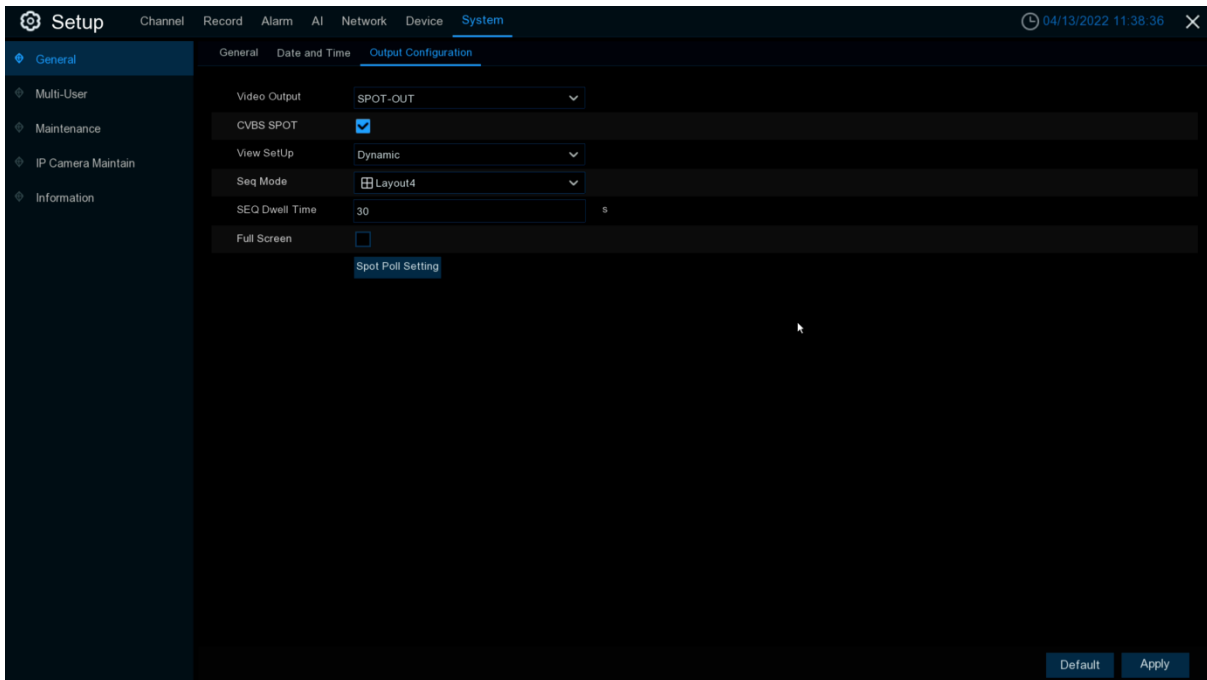 Setup Channel Record Alarm AI Network Device System 04/13/2022 11:38:36
General
Multi-User
Maintenance
IP Camera Maintain
Information
General Date and Time Output Configuration
Video Output SPOT-OUT
CVBS SPOT
View SetUp Dynamic
Seq Mode Layout4
SEQ Dwell Time 30 s
Full Screen
Spot Poll Setting
Default Apply